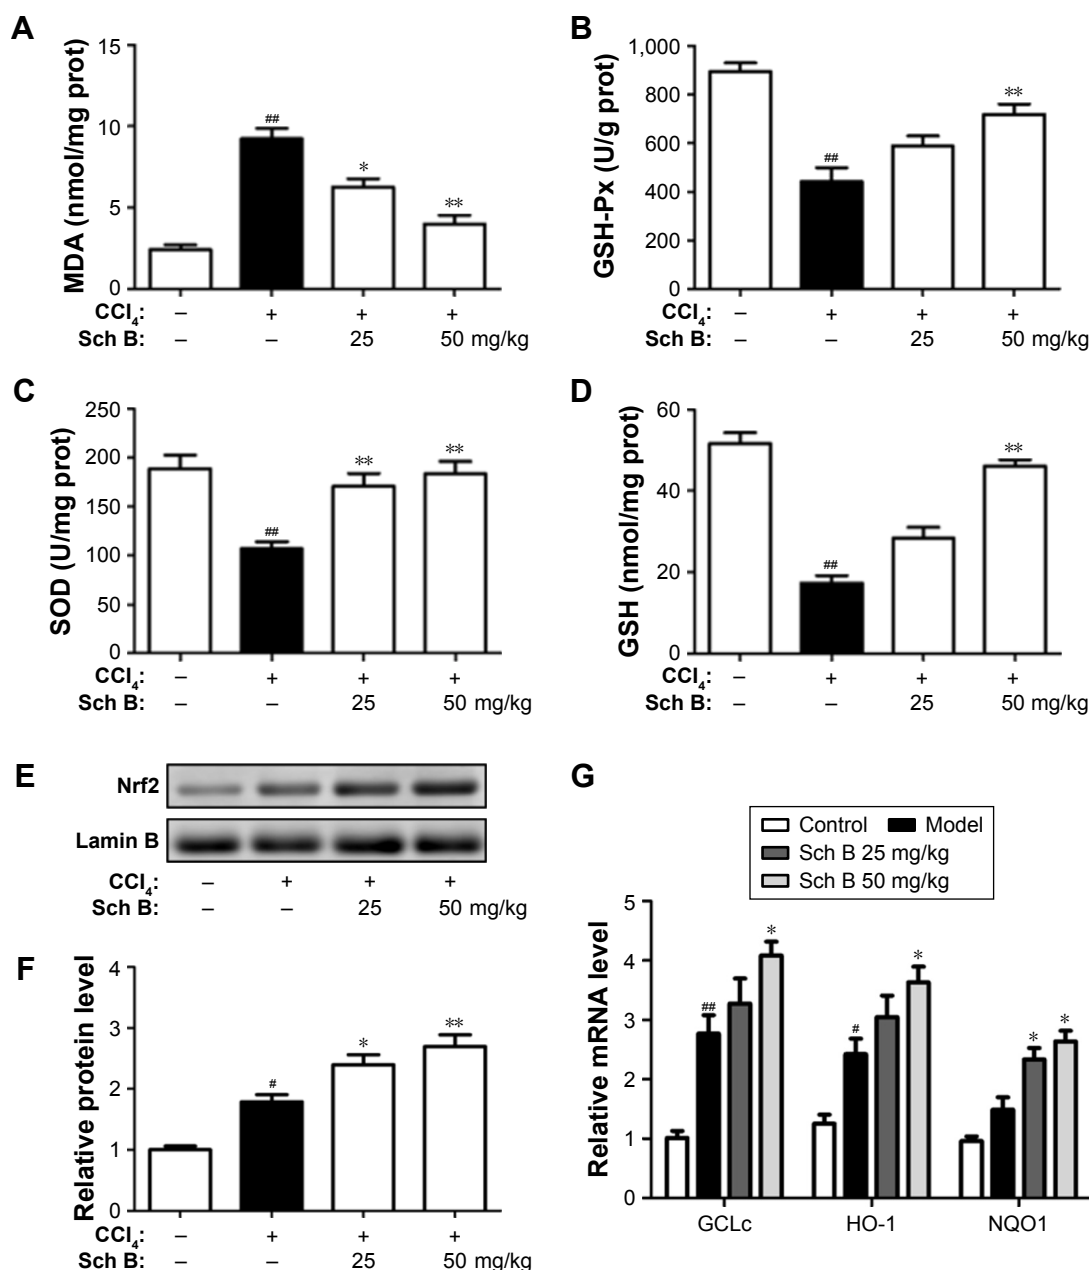 A
MDA (nmol/mg prot)
15
10
5
0
##
*
**
CCl4: – + + +
Sch B: – – 25 50 mg/kg
B
GSH-Px (U/g prot)
1,000
800
600
400
200
0
##
**
CCl4: – + + +
Sch B: – – 25 50 mg/kg
C
SOD (U/mg prot)
250
200
150
100
50
0
##
**
**
CCl4: – + + +
Sch B: – – 25 50 mg/kg
D
GSH (nmol/mg prot)
60
40
20
0
##
**
CCl4: – + + +
Sch B: – – 25 50 mg/kg
E
Nrf2
Lamin B
CCl4: – + + +
Sch B: – – 25 50 mg/kg
F
Relative protein level
4
3
2
1
0
#
*
**
CCl4: – + + +
Sch B: – – 25 50 mg/kg
G
Control Model
Sch B 25 mg/kg
Sch B 50 mg/kg
Relative mRNA level
5
4
3
2
1
0
##
*
#
*
*
*
GCLc HO-1 NQO1